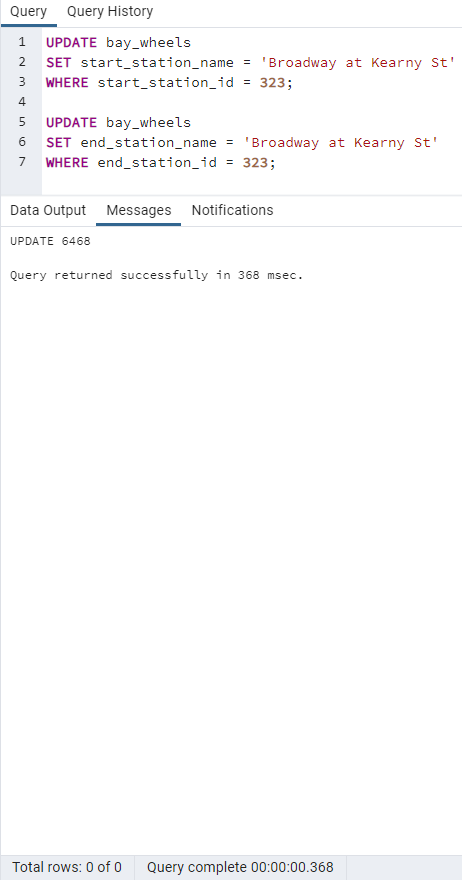 Query Query History
1 UPDATE bay_wheels
2 SET start_station_name = 'Broadway at Kearny St'
3 WHERE start_station_id = 323;
4
5 UPDATE bay_wheels
6 SET end_station_name = 'Broadway at Kearny St'
7 WHERE end_station_id = 323;
Data Output Messages Notifications
UPDATE 6468
Query returned successfully in 368 msec.
Total rows: 0 of 0 Query complete 00:00:00.368